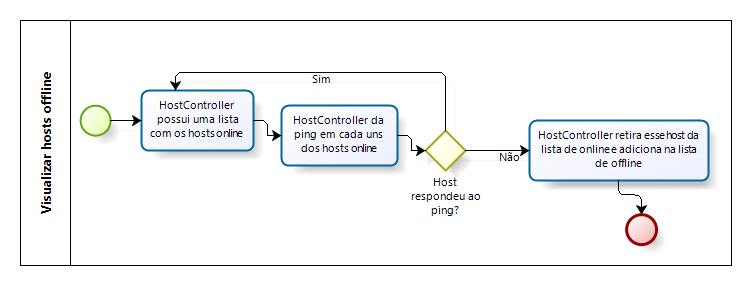 Visualizar hosts offline
Sim
HostController
possui uma lista
com os hosts online
HostController da
ping em cada uns
dos hosts online
Host
respondeu ao
ping?
Não
HostController retira esse host da
lista de online e adiciona na lista
de offline